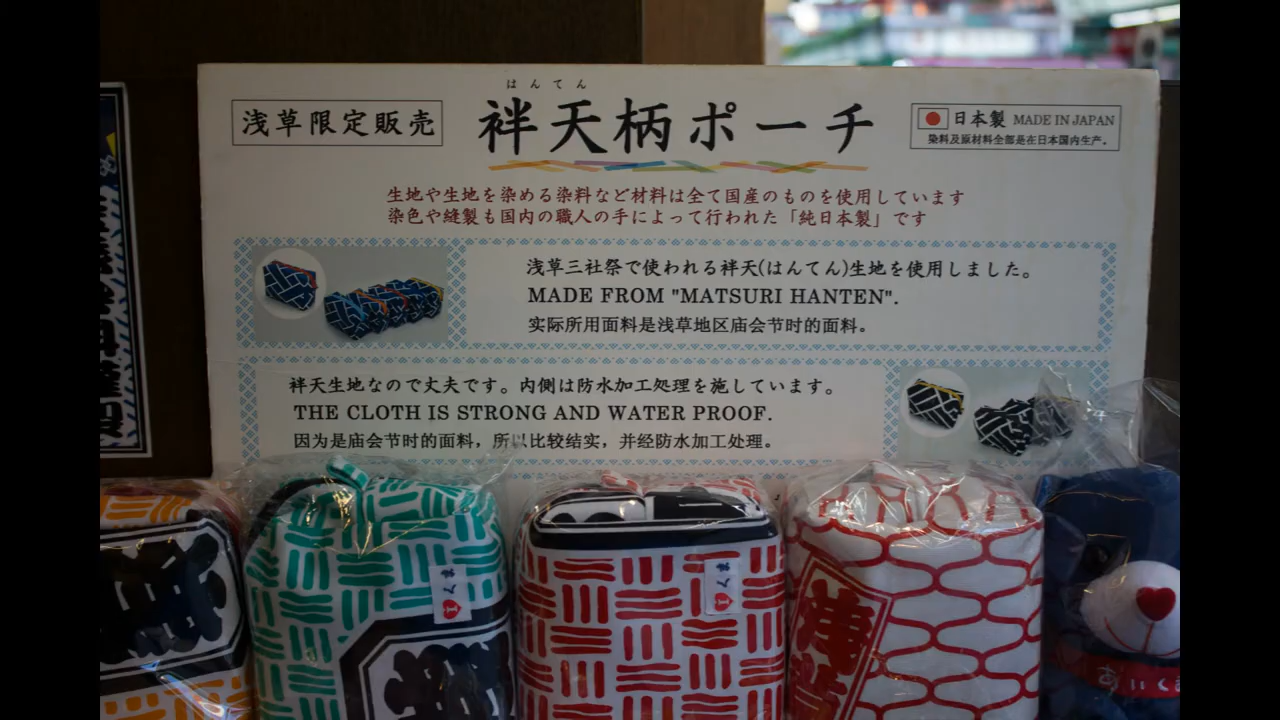 浅草限定販売
はんてん
袢天柄ポーチ
日本製 MADE IN JAPAN
染料及原材料全部是在日本国内生产。
生地や生地を染める染料など材料は全て国産のものを使用しています
染色や縫製も国内の職人の手によって行われた「純日本製」です
浅草三社祭で使われる袢天(はんてん)生地を使用しました。
MADE FROM "MATSURI HANTEN".
实际所用面料是浅草地区庙会节时的面料。
袢天生地なので丈夫です。内側は防水加工処理を施しています。
THE CLOTH IS STRONG AND WATER PROOF.
因为是庙会节时的面料，所以比较结实，并经防水加工处理。